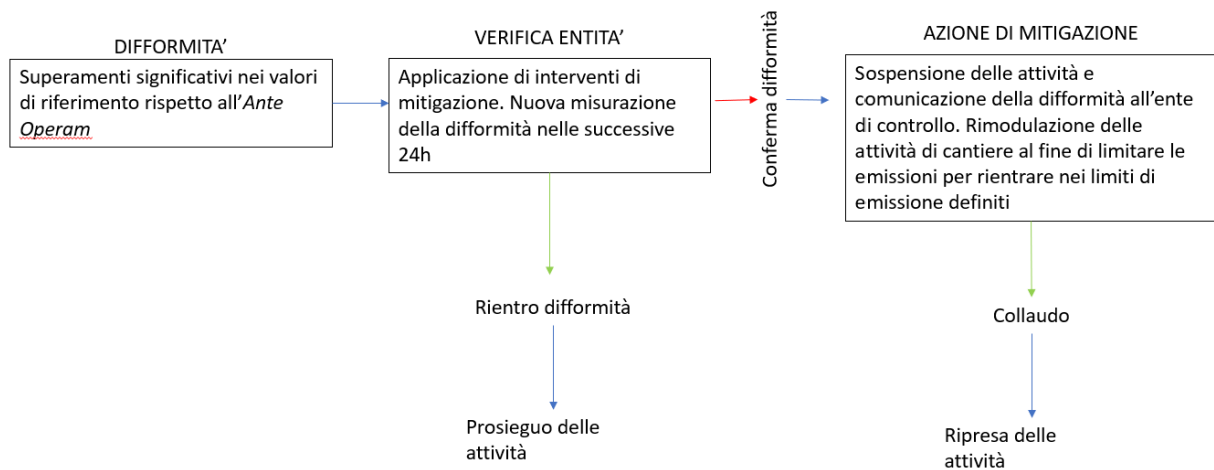 DIFFORMITA’
Superamenti significativi nei valori
di riferimento rispetto all’Ante
Operam
VERIFICA ENTITA’
Applicazione di interventi di
mitigazione. Nuova misurazione
della difformità nelle successive
24h
Conferma difformità
AZIONE DI MITIGAZIONE
Sospensione delle attività e
comunicazione della difformità all’ente
di controllo. Rimodulazione delle
attività di cantiere al fine di limitare le
emissioni per rientrare nei limiti di
emissione definiti
Rientro difformità
Prosieguo delle
attività
Collaudo
Ripresa delle
attività